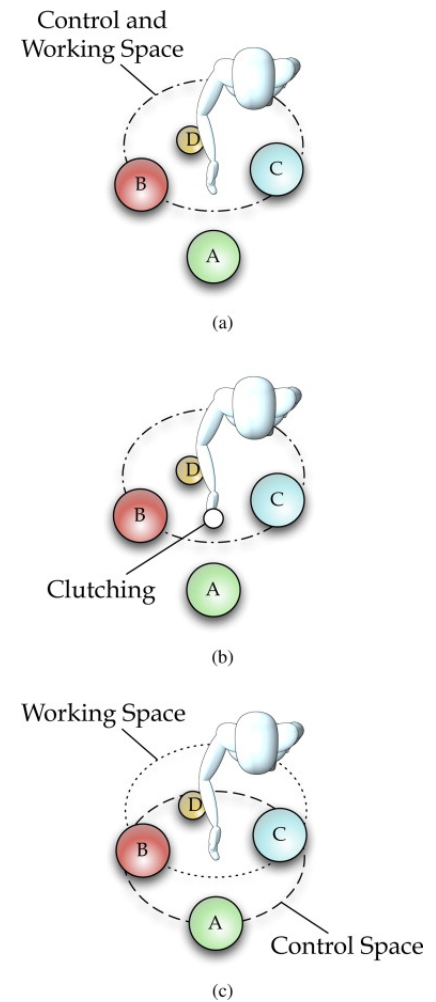 Control and
Working Space
D
B
C
A
(a)
D
B
C
Clutching
A
(b)
Working Space
D
B
C
A
Control Space
(c)